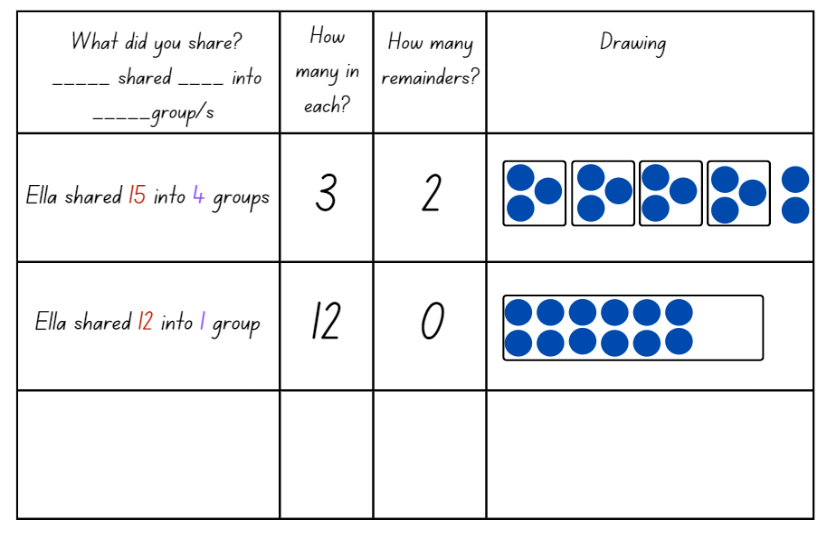 What did you share?
_____ shared ____ into
_____group/s
How
many in
each?
How many
remainders?
Drawing
Ella shared 15 into 4 groups
3
2
Ella shared 12 into 1 group
12
0